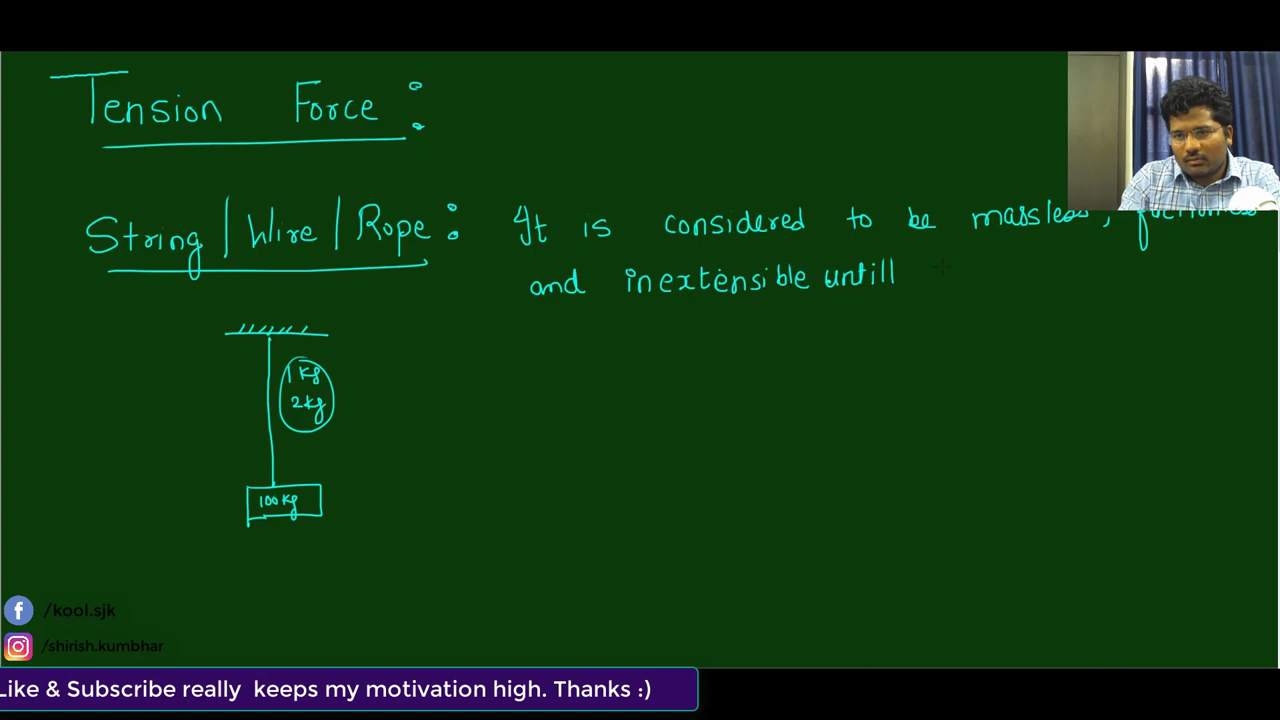 Tension Force :
String / Wire / Rope : It is considered to be massless,
and inextensible untill
1 kg
2 kg
100 kg
/kool.sjk
/shirish.kumbhar
Like & Subscribe really keeps my motivation high. Thanks :)